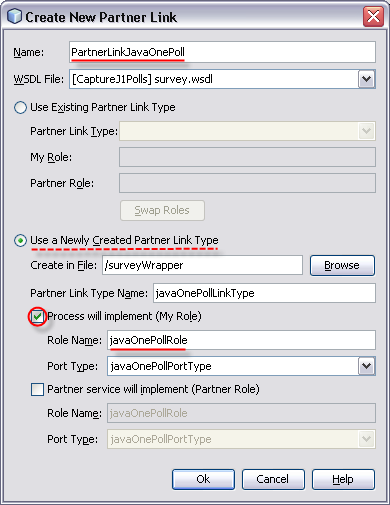 Create New Partner Link
Name: PartnerLinkJavaOnePoll
WSDL File: [CaptureJ1Polls] survey.wsdl
Use Existing Partner Link Type
Partner Link Type:
My Role:
Partner Role:
Swap Roles
Use a Newly Created Partner Link Type
Create in File: /surveyWrapper Browse
Partner Link Type Name: javaOnePollLinkType
Process will implement (My Role)
Role Name: javaOnePollRole
Port Type: javaOnePollPortType
Partner service will implement (Partner Role)
Role Name: javaOnePollRole
Port Type: javaOnePollPortType
Ok Cancel Help